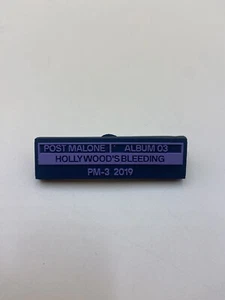 POST MALONE ALBUM 03
HOLLYWOOD'S BLEEDING
PM-3 2019